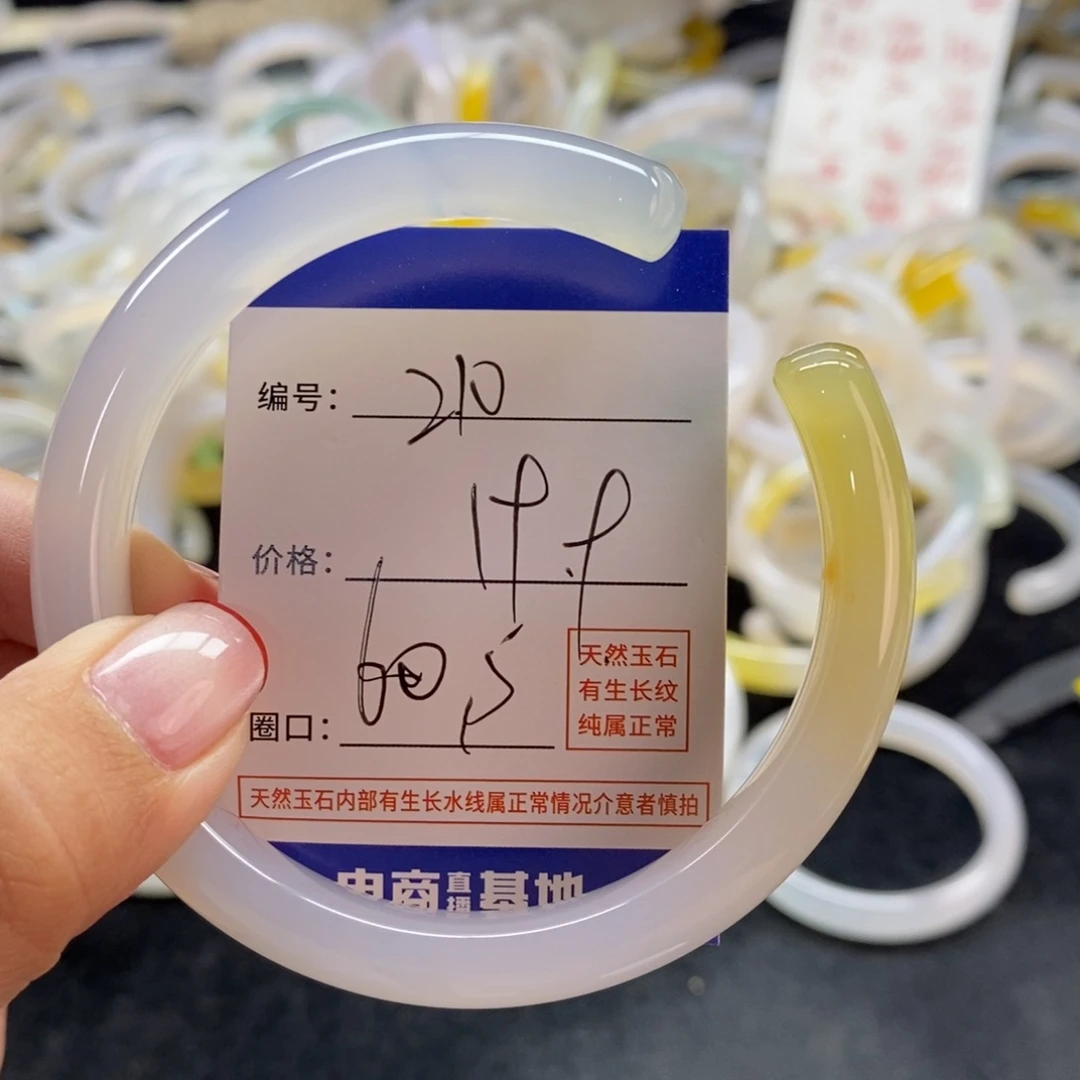 编号：210
价格：19.9
圈口：60.5
天然玉石
有生长纹
纯属正常
天然玉石内部有生长水线属正常情况介意者慎拍
电商直播基地